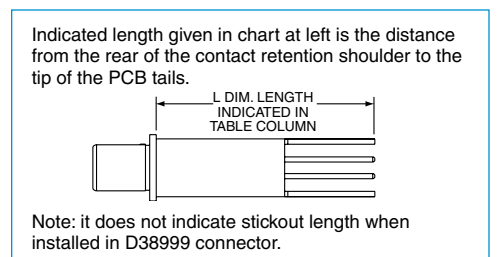 Indicated length given in chart at left is the distance
from the rear of the contact retention shoulder to the
tip of the PCB tails.
L DIM. LENGTH
INDICATED IN
TABLE COLUMN
Note: it does not indicate stickout length when
installed in D38999 connector.